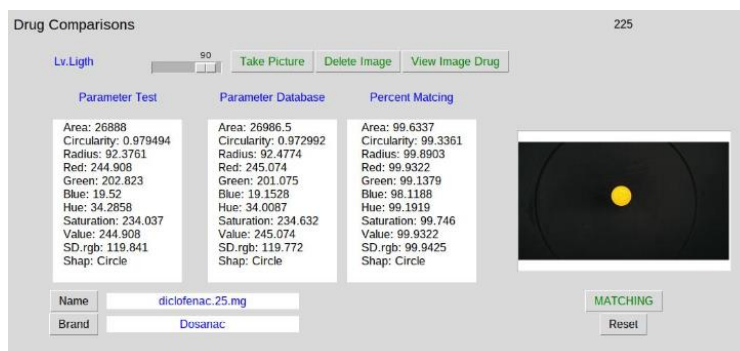 Drug Comparisons
225
Lv.Ligth
90
Take Picture
Delete Image
View Image Drug
Parameter Test
Parameter Database
Percent Matcing
Area: 26888
Circularity: 0.979494
Radius: 92.3761
Red: 244.908
Green: 202.823
Blue: 19.52
Hue: 34.2858
Saturation: 234.037
Value: 244.908
SD.rgb: 119.841
Shap: Circle
Area: 26986.5
Circularity: 0.972992
Radius: 92.4774
Red: 245.074
Green: 201.075
Blue: 19.1528
Hue: 34.0087
Saturation: 234.632
Value: 245.074
SD.rgb: 119.772
Shap: Circle
Area: 99.6337
Circularity: 99.3361
Radius: 99.8903
Red: 99.9322
Green: 99.1379
Blue: 98.1188
Hue: 99.1919
Saturation: 99.746
Value: 99.9322
SD.rgb: 99.9425
Shap: Circle
Name
diclofenac.25.mg
Brand
Dosanac
MATCHING
Reset